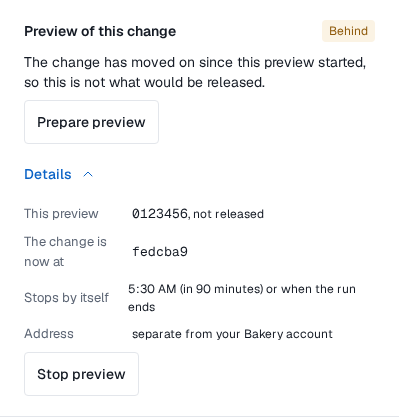 Preview of this change
Behind
The change has moved on since this preview started,
so this is not what would be released.
Prepare preview
Details
This preview
0123456, not released
The change is
now at
fedcba9
Stops by itself
5:30 AM (in 90 minutes) or when the run
ends
Address
separate from your Bakery account
Stop preview